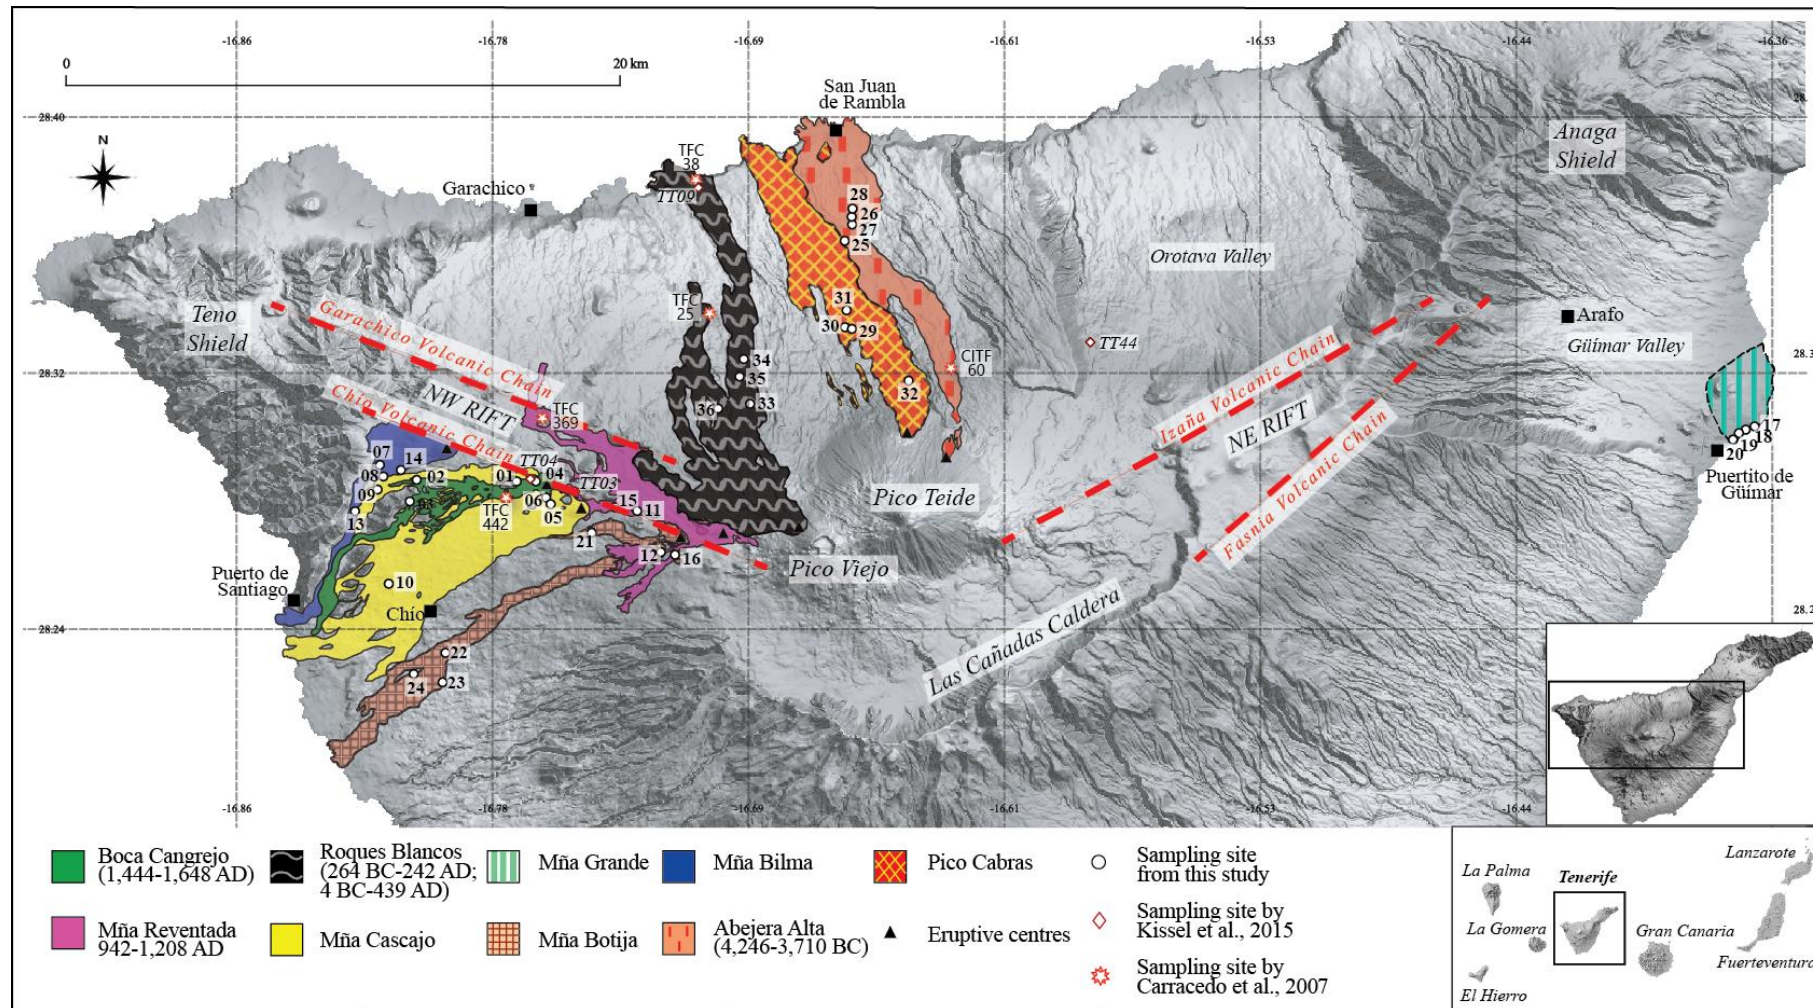 -16.86
-16.78
-16.69
-16.61
-16.53
-16.44
-16.36
0
20 km
San Juan
de Rambla
28.40
28.
N
Anaga
Shield
TFC
38
Garachico
TT09
28
26
27
25
Orotava Valley
Teno
Shield
Garachico Volcanic Chain
TFC
25
31
30
29
TT44
Izaña Volcanic Chain
Arafo
Güímar Valley
28.32
28.3
34
35
33
36
32
CITF
60
Chío Volcanic Chain
NW RIFT
TFC
369
NE RIFT
Fasnia Volcanic Chain
17
18
19
20
Puertito de
Güímar
07
14
08
02
09
13
03
01
TT04
04
TT03
06
05
TFC
442
15
11
21
12
16
Pico Teide
Pico Viejo
10
Puerto de
Santiago
Chío
Las Cañadas Caldera
28.24
28.2
22
24
23
-16.86
-16.78
-16.69
-16.61
-16.53
-16.44
Boca Cangrejo
(1,444-1,648 AD)
Roques Blancos
(264 BC-242 AD;
4 BC-439 AD)
Mña Grande
Mña Bilma
Pico Cabras
Sampling site
from this study
Mña Reventada
942-1,208 AD
Mña Cascajo
Mña Botija
Abejera Alta
(4,246-3,710 BC)
Eruptive centres
Sampling site by
Kissel et al., 2015
Sampling site by
Carracedo et al., 2007
Lanzarote
La Palma
Tenerife
La Gomera
Gran Canaria
Fuerteventura
El Hierro